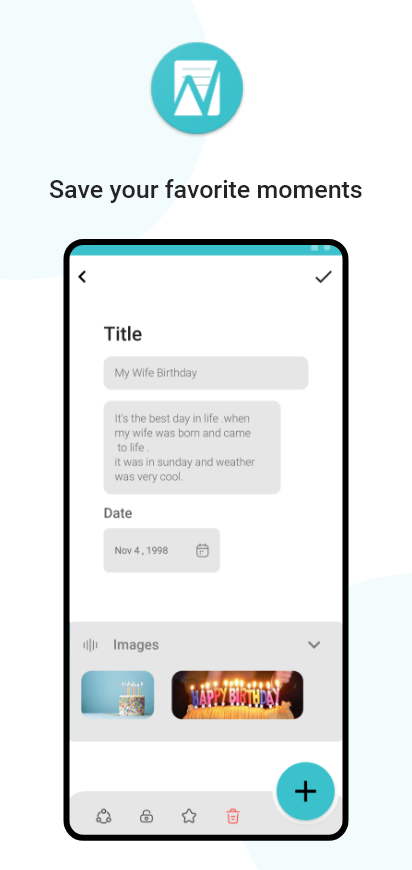 Save your favorite moments
Title
My Wife Birthday
It's the best day in life .when
my wife was born and came
to life .
it was in sunday and weather
was very cool.
Date
Nov 4 , 1998
Images
HAPPY BIRTHDAY